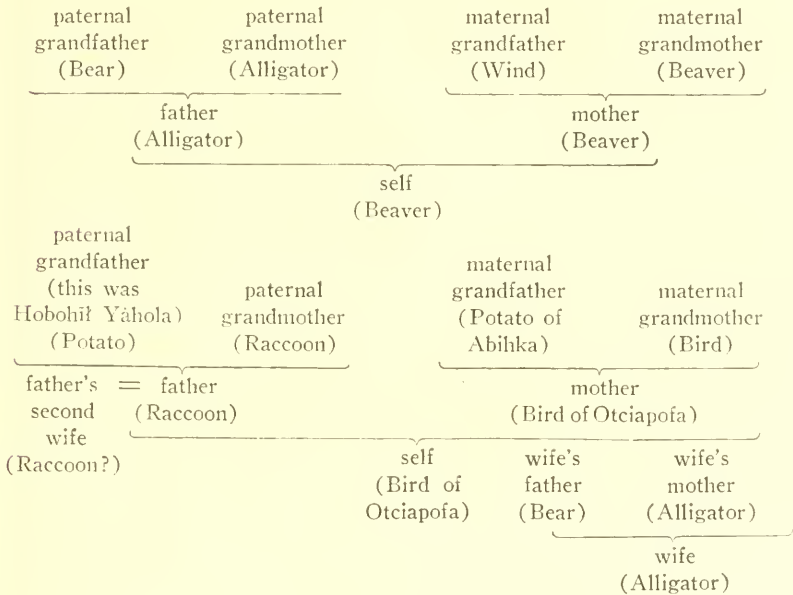 paternal paternal maternal maternal
grandfather grandmother grandfather grandmother
(Bear) (Alligator) (Wind) (Beaver)
father mother
(Alligator) (Beaver)
self
(Beaver)
paternal
grandfather maternal
(this was paternal grandfather maternal
Hobohił Yȧhola) grandmother (Potato of grandmother
(Potato) (Raccoon) Abihka) (Bird)
father's = father mother
second (Raccoon) (Bird of Otciapofa)
wife
(Raccoon?) self wife's wife's
(Bird of father mother
Otciapofa) (Bear) (Alligator)
wife
(Alligator)